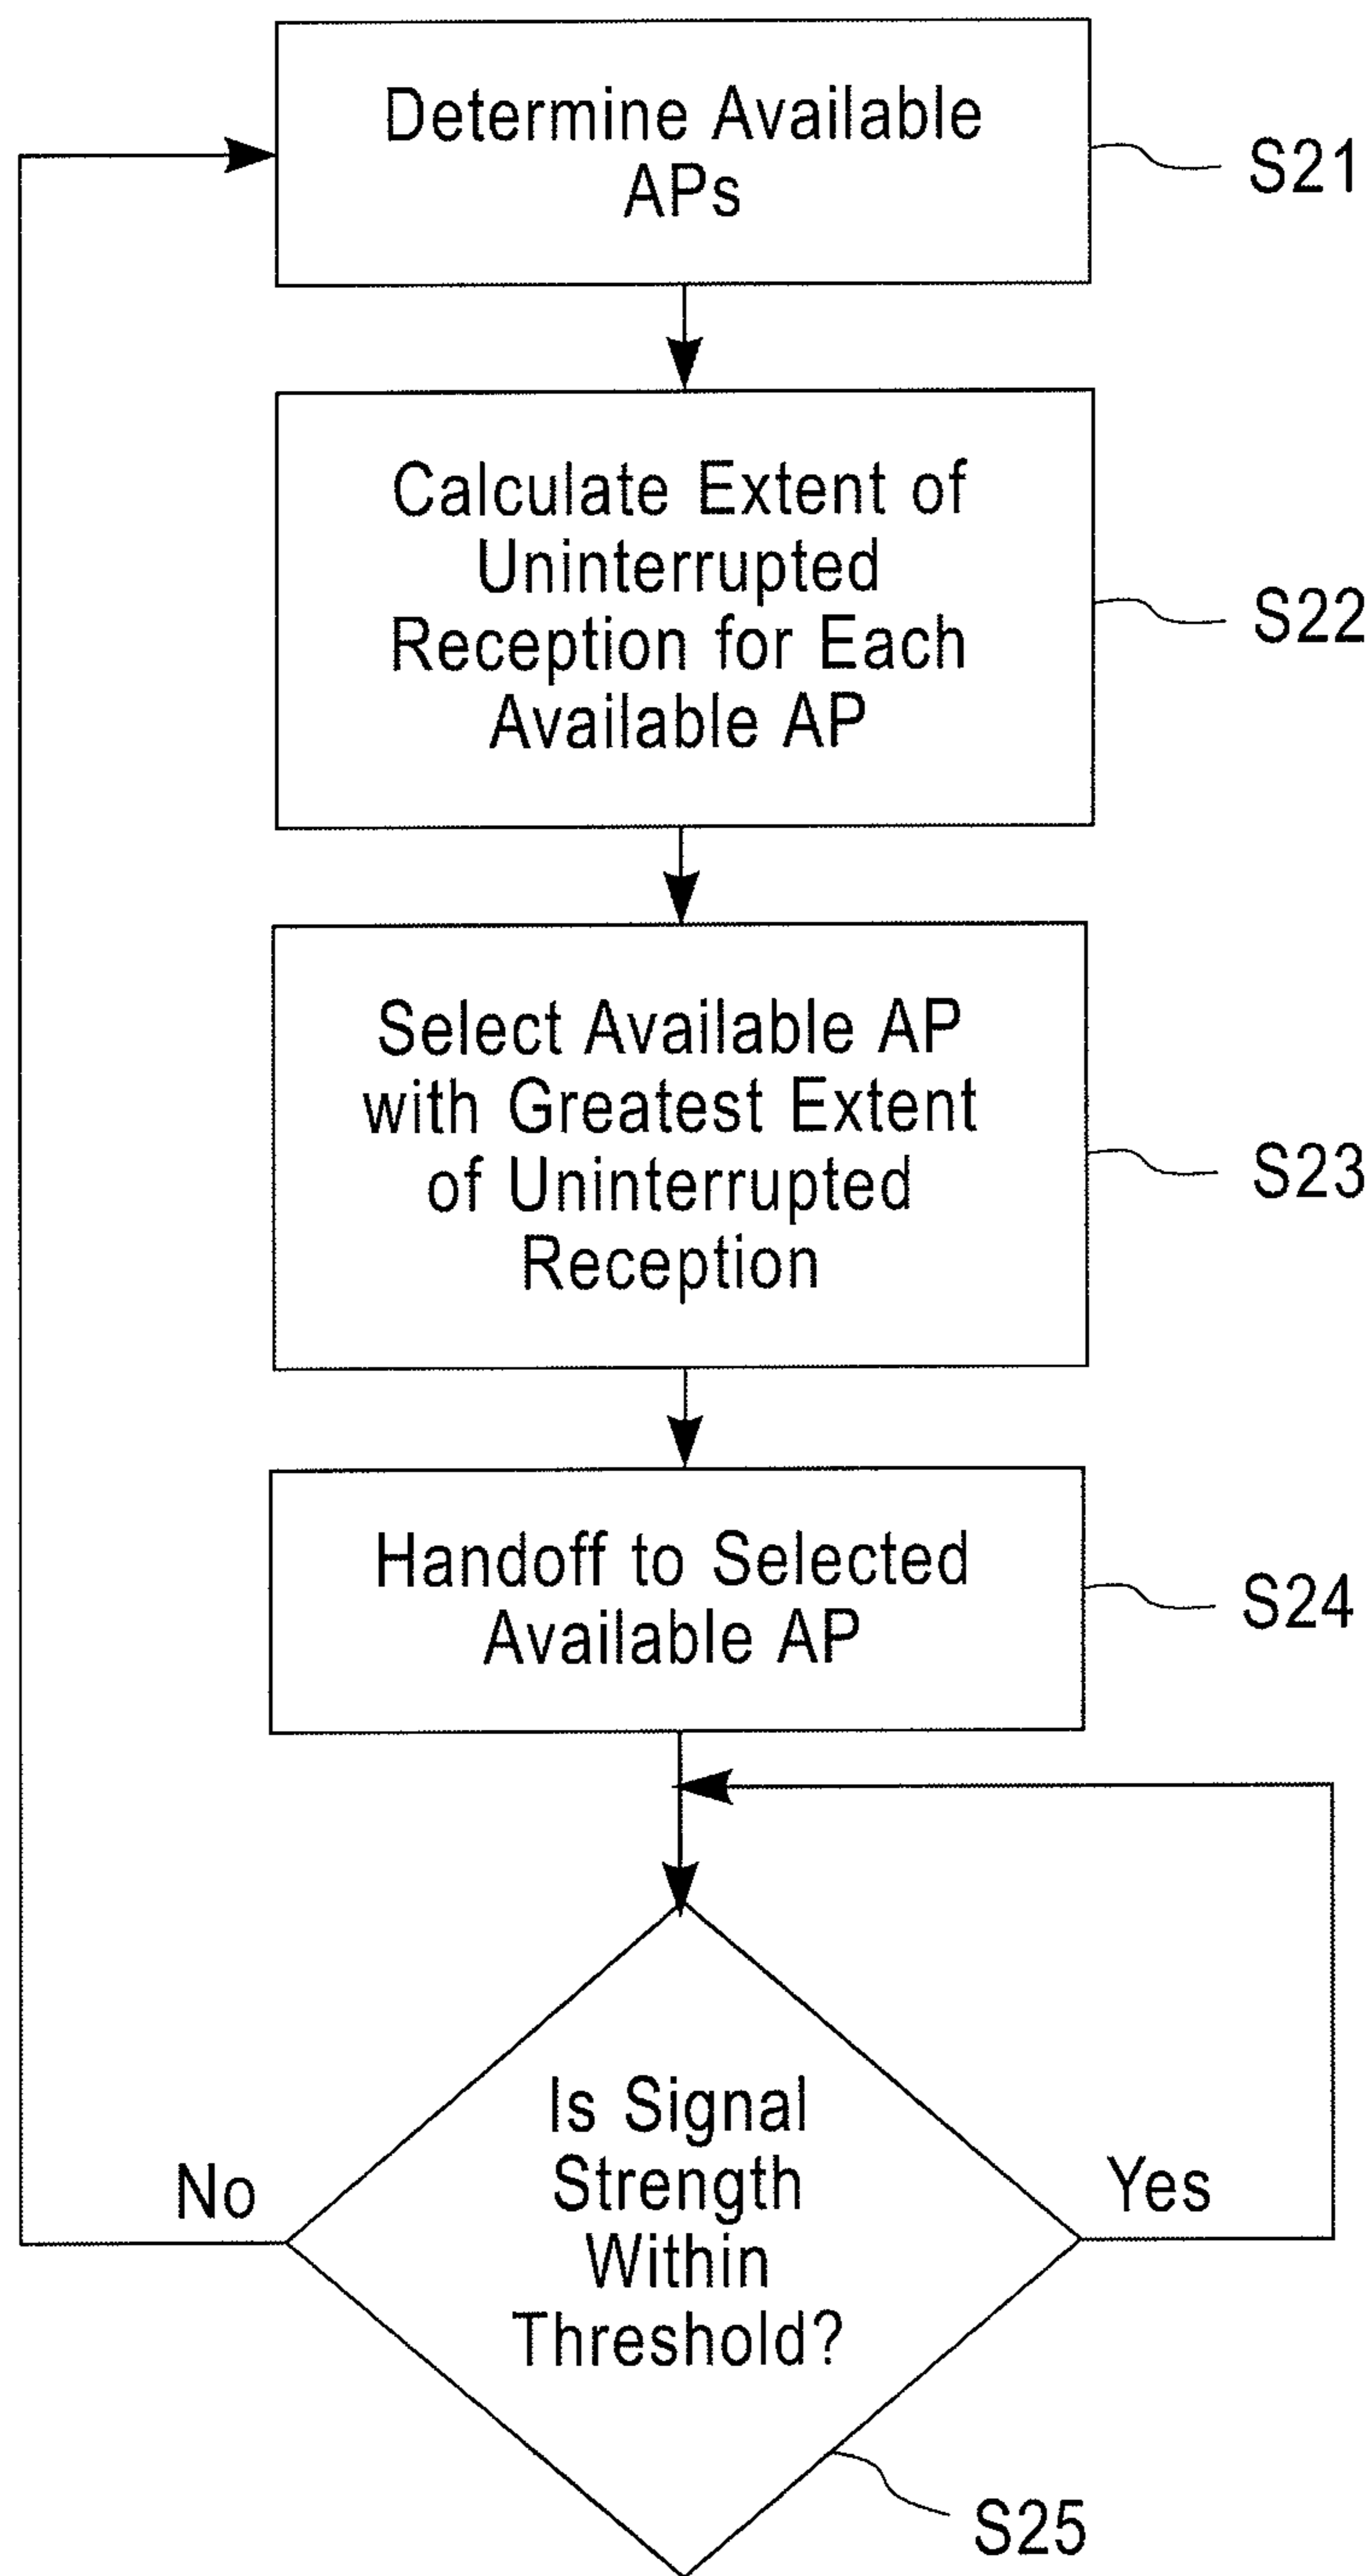 Determine Available
APs
S21
Calculate Extent of
Uninterrupted
Reception for Each
Available AP
S22
Select Available AP
with Greatest Extent
of Uninterrupted
Reception
S23
Handoff to Selected
Available AP
S24
Is Signal
Strength
Within
Threshold?
No
Yes
S25